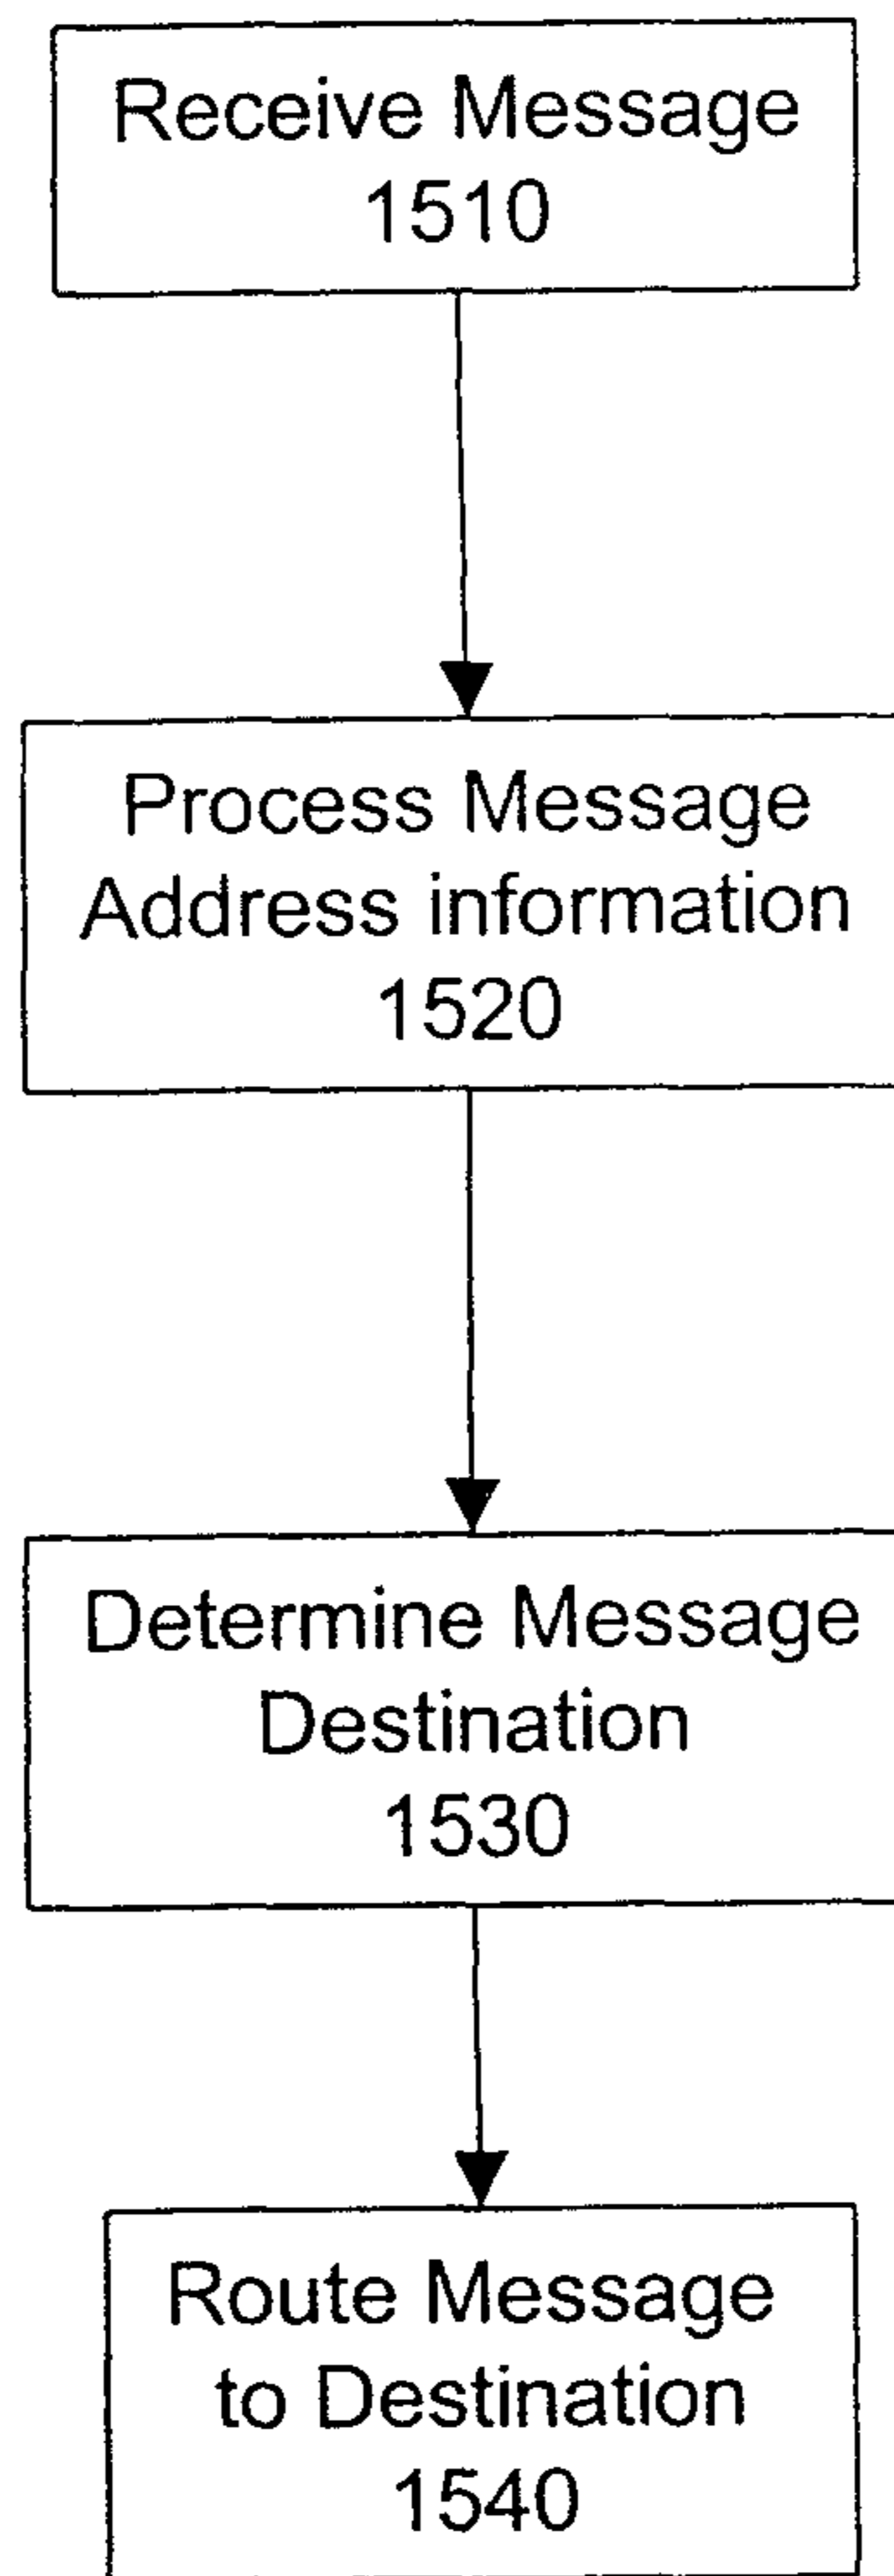 Receive Message
1510
Process Message
Address information
1520
Determine Message
Destination
1530
Route Message
to Destination
1540